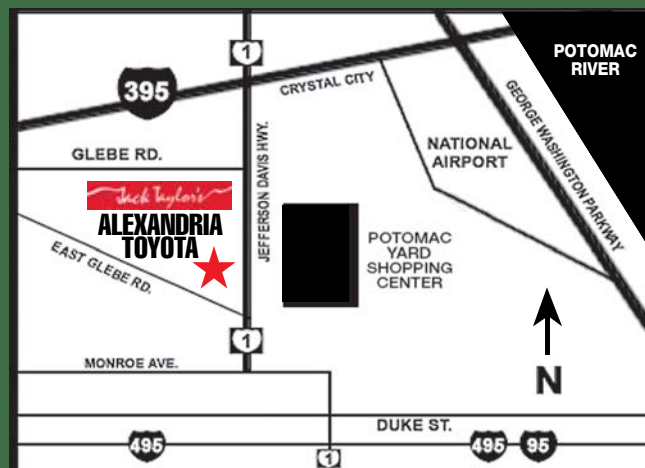 1
POTOMAC
RIVER
395
CRYSTAL CITY
GEORGE WASHINGTON PARKWAY
GLEBE RD.
JEFFERSON DAVIS HWY.
NATIONAL
AIRPORT
Jack Taylor's
ALEXANDRIA
TOYOTA
EAST GLEBE RD.
POTOMAC
YARD
SHOPPING
CENTER
1
MONROE AVE.
N
DUKE ST.
495
1
495
95